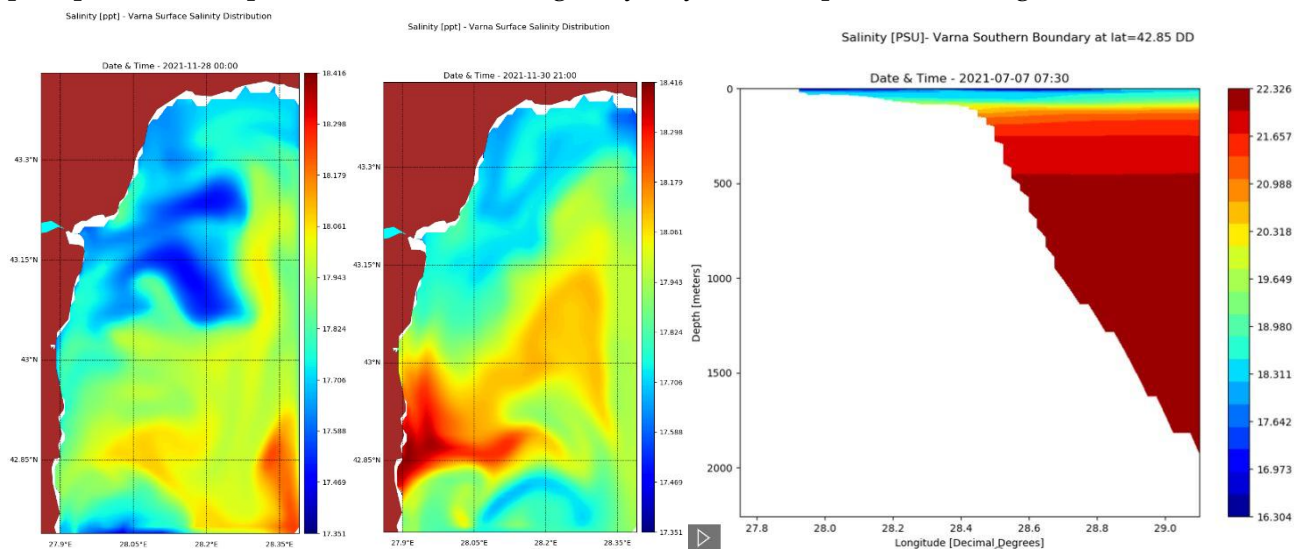 Salinity [ppt] - Varna Surface Salinity Distribution
Date & Time - 2021-11-28 00:00
43.3°N
43.15°N
43°N
42.85°N
27.9°E
28.05°E
28.2°E
28.35°E
18.416
18.298
18.179
18.061
17.943
17.824
17.706
17.588
17.469
17.351
Salinity [ppt] - Varna Surface Salinity Distribution
Date & Time - 2021-11-30 21:00
43.3°N
43.15°N
43°N
42.85°N
27.9°E
28.05°E
28.2°E
28.35°E
18.416
18.298
18.179
18.061
17.943
17.824
17.706
17.588
17.469
17.351
Salinity [PSU]- Varna Southern Boundary at lat=42.85 DD
Date & Time - 2021-07-07 07:30
Depth [meters]
0
500
1000
1500
2000
27.8
28.0
28.2
28.4
28.6
28.8
29.0
Longitude [Decimal_Degrees]
22.326
21.657
20.988
20.318
19.649
18.980
18.311
17.642
16.973
16.304